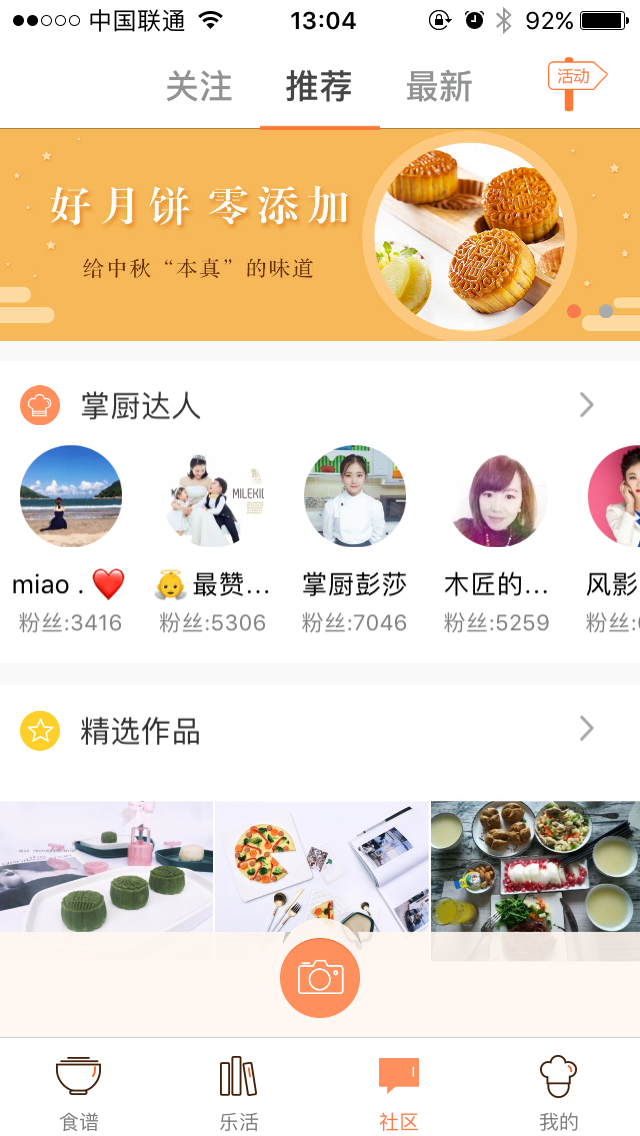 中国联通 13:04 92%
关注 推荐 最新 活动
好月饼 零添加
给中秋“本真”的味道
掌厨达人
MILEKI
miao . ❤️ 👼最赞... 掌厨彭莎 木匠的... 风影
粉丝:3416 粉丝:5306 粉丝:7046 粉丝:5259 粉丝:
精选作品
食谱 乐活 社区 我的